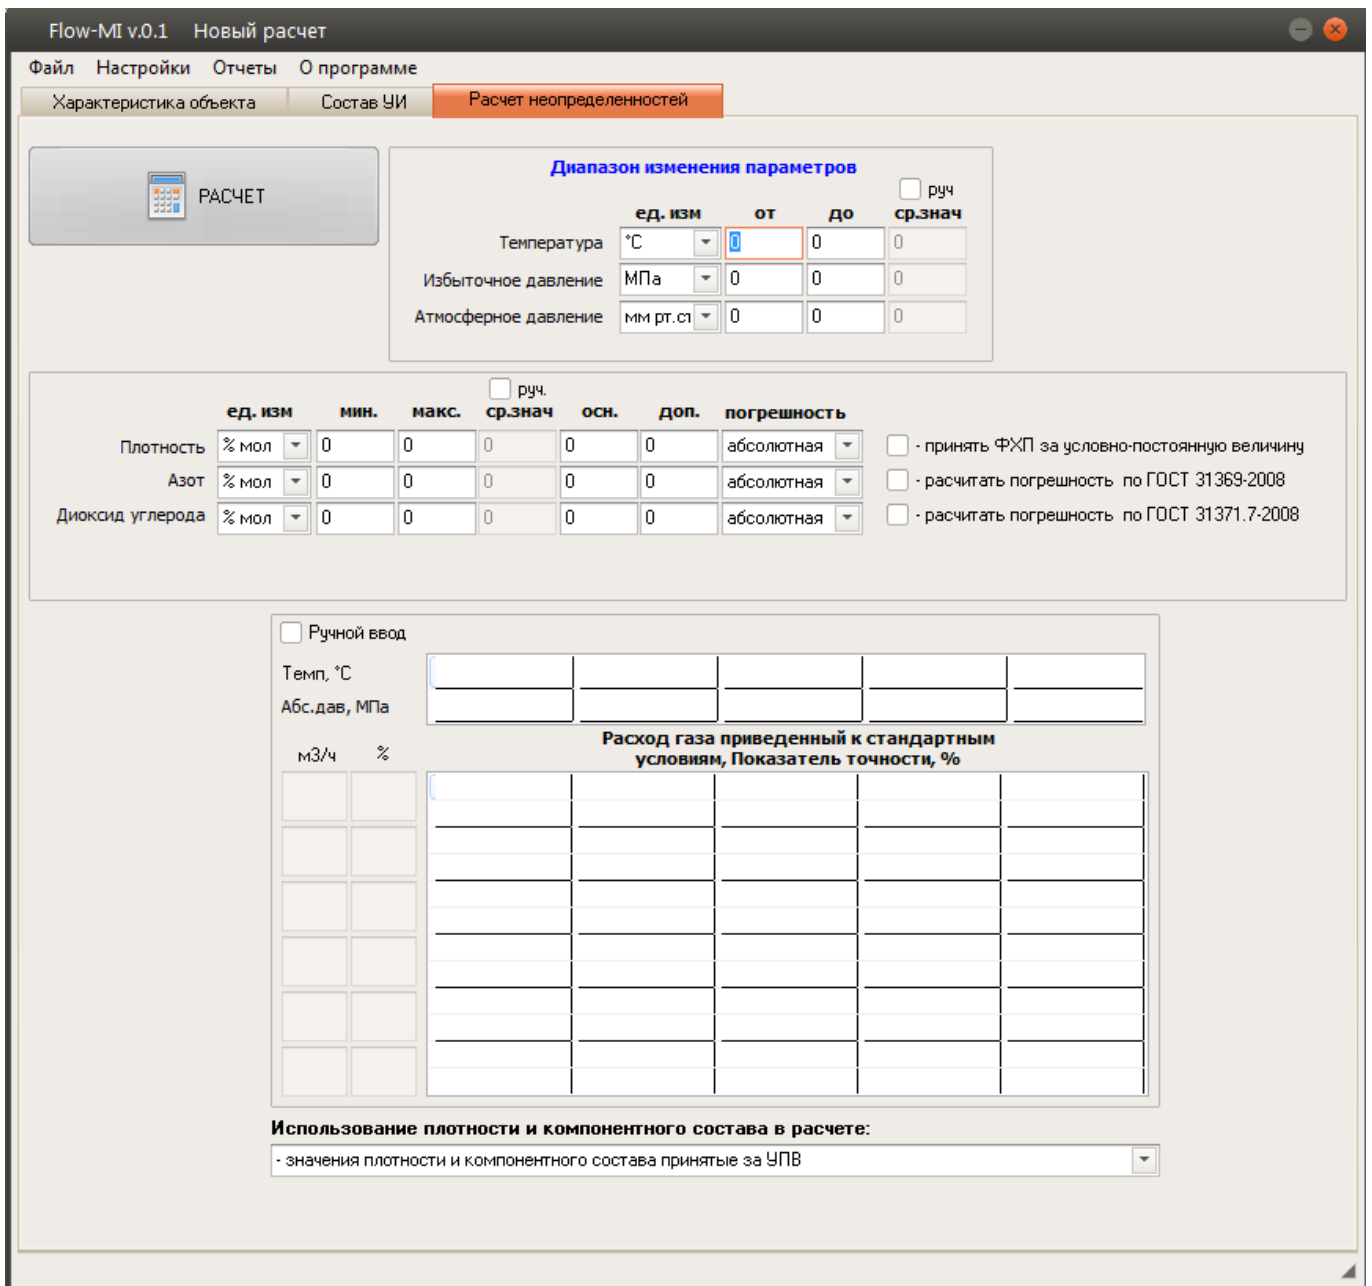 Flow-MI v.0.1 Новый расчет
Файл Настройки Отчеты О программе
Характеристика объекта Состав УИ Расчет неопределенностей
РАСЧЕТ
Диапазон изменения параметров
руч
ед. изм от до ср.знач
Температура °C 0 0 0
Избыточное давление МПа 0 0 0
Атмосферное давление мм рт.ст 0 0 0
руч.
ед. изм мин. макс. ср.знач осн. доп. погрешность
Плотность % мол 0 0 0 0 0 абсолютная - принять ФХП за условно-постоянную величину
Азот % мол 0 0 0 0 0 абсолютная - расчитать погрешность по ГОСТ 31369-2008
Диоксид углерода % мол 0 0 0 0 0 абсолютная - расчитать погрешность по ГОСТ 31371.7-2008
Ручной ввод
Темп, °C
Абс.дав, МПа
Расход газа приведенный к стандартным
условиям, Показатель точности, %
м3/ч %
Использование плотности и компонентного состава в расчете:
- значения плотности и компонентного состава принятые за УПВ